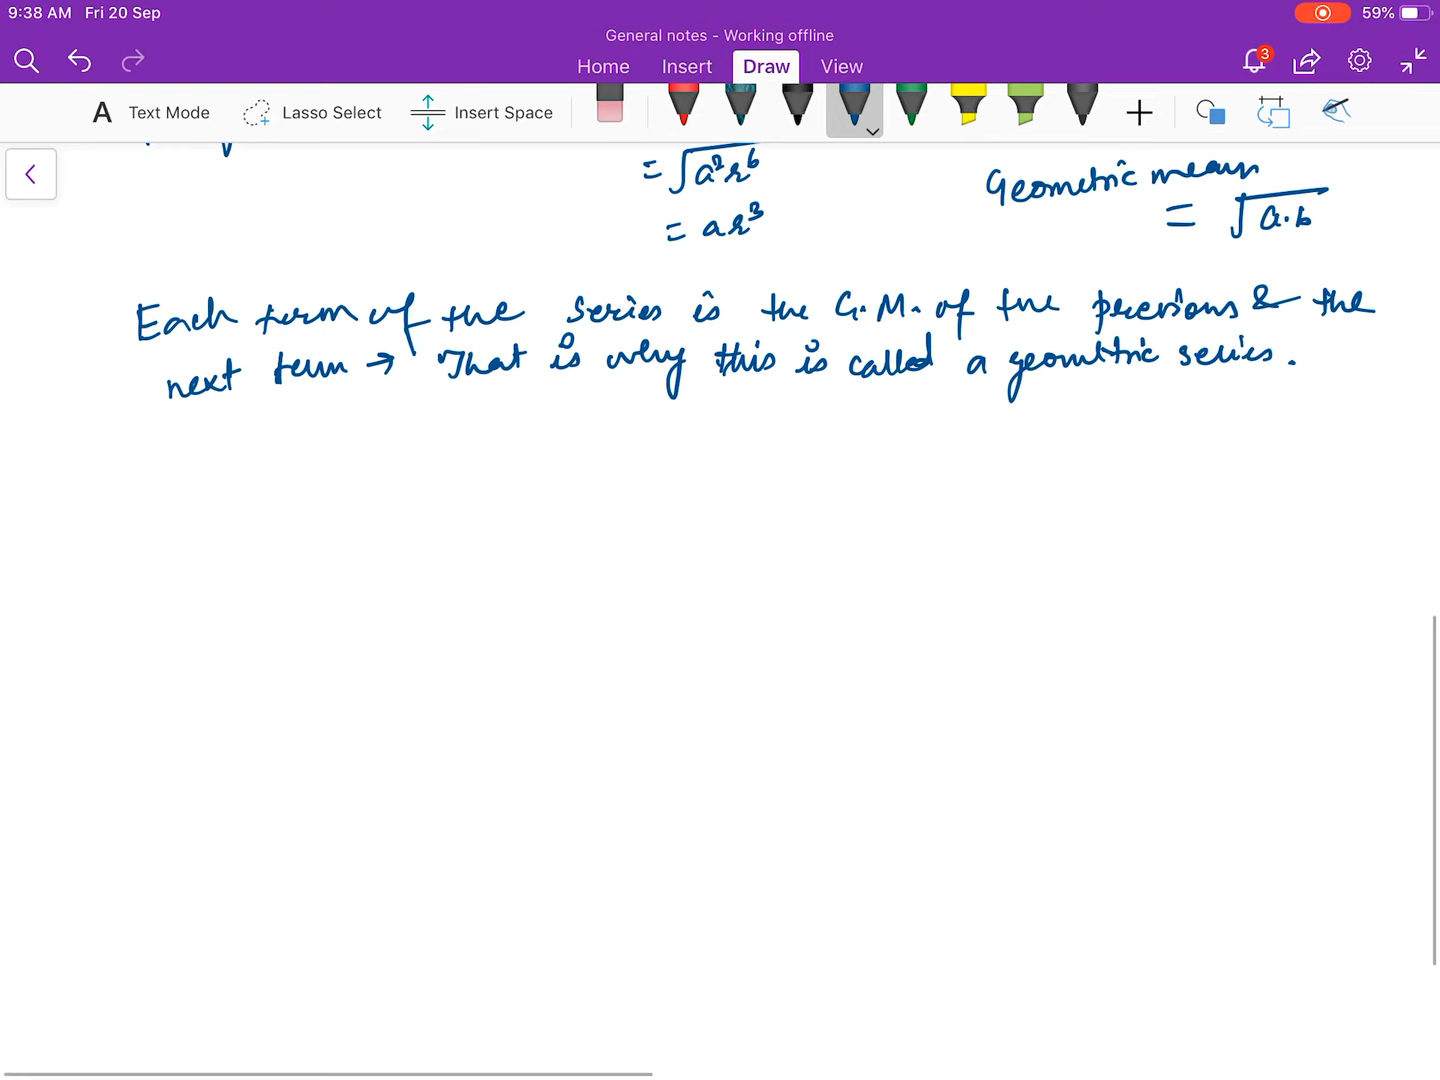 9:38 AM Fri 20 Sep
59%
General notes - Working offline
Home Insert Draw View
3
A Text Mode Lasso Select Insert Space
= √a²r⁶
= ar³
Geometric mean
= √a·b
Each term of the series is the G.M. of the previous & the
next term → That is why this is called a geometric series.